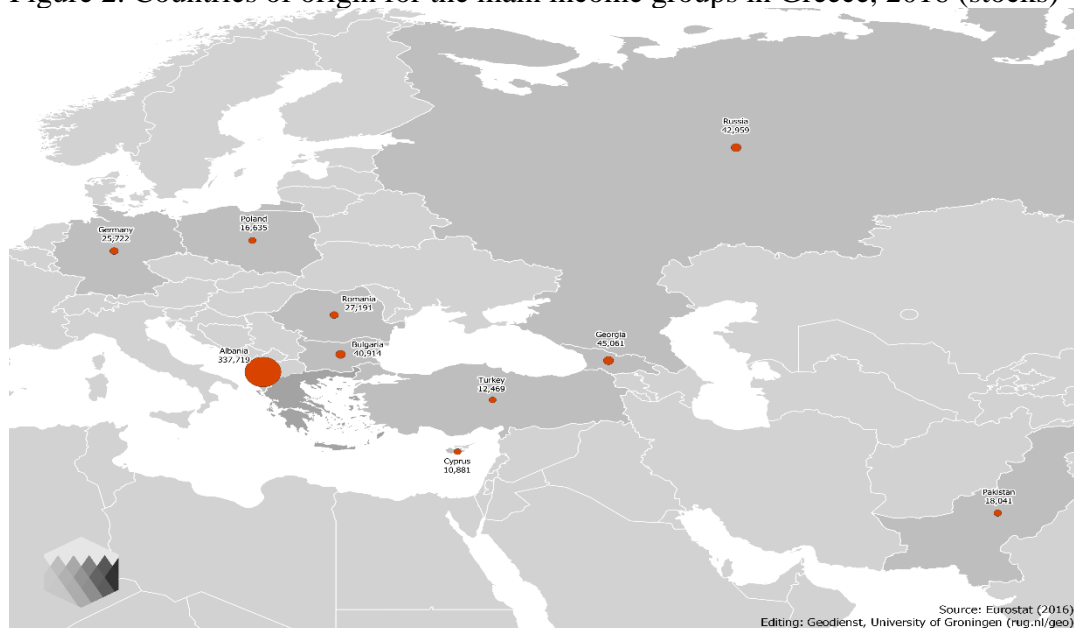 Figure 2. Countries of origin for the main income groups in Greece, 2016 (stocks)
Russia
42,959
Poland
16,635
Germany
25,722
Romania
27,191
Bulgaria
40,914
Albania
337,719
Georgia
45,061
Turkey
12,469
Cyprus
10,881
Pakistan
18,041
Source: Eurostat (2016)
Editing: Geodienst, University of Groningen (rug.nl/geo)